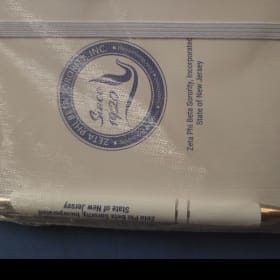 ZETA PHI BETA SORORITY, INC.
Since
1920
Zeta Phi Beta Sorority, Incorporated
State of New Jersey
Zeta Phi Beta Sorority, Incorporated
State of New Jersey